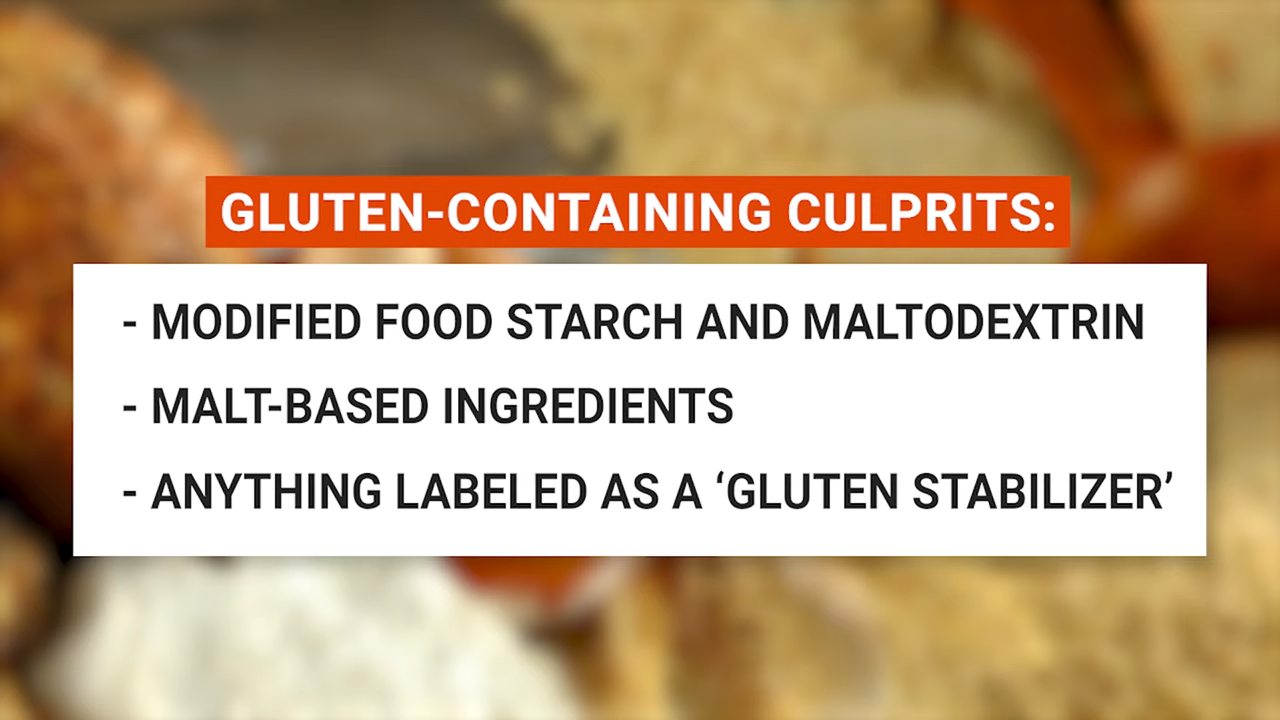 GLUTEN-CONTAINING CULPRITS:
- MODIFIED FOOD STARCH AND MALTODEXTRIN
- MALT-BASED INGREDIENTS
- ANYTHING LABELED AS A ‘GLUTEN STABILIZER’